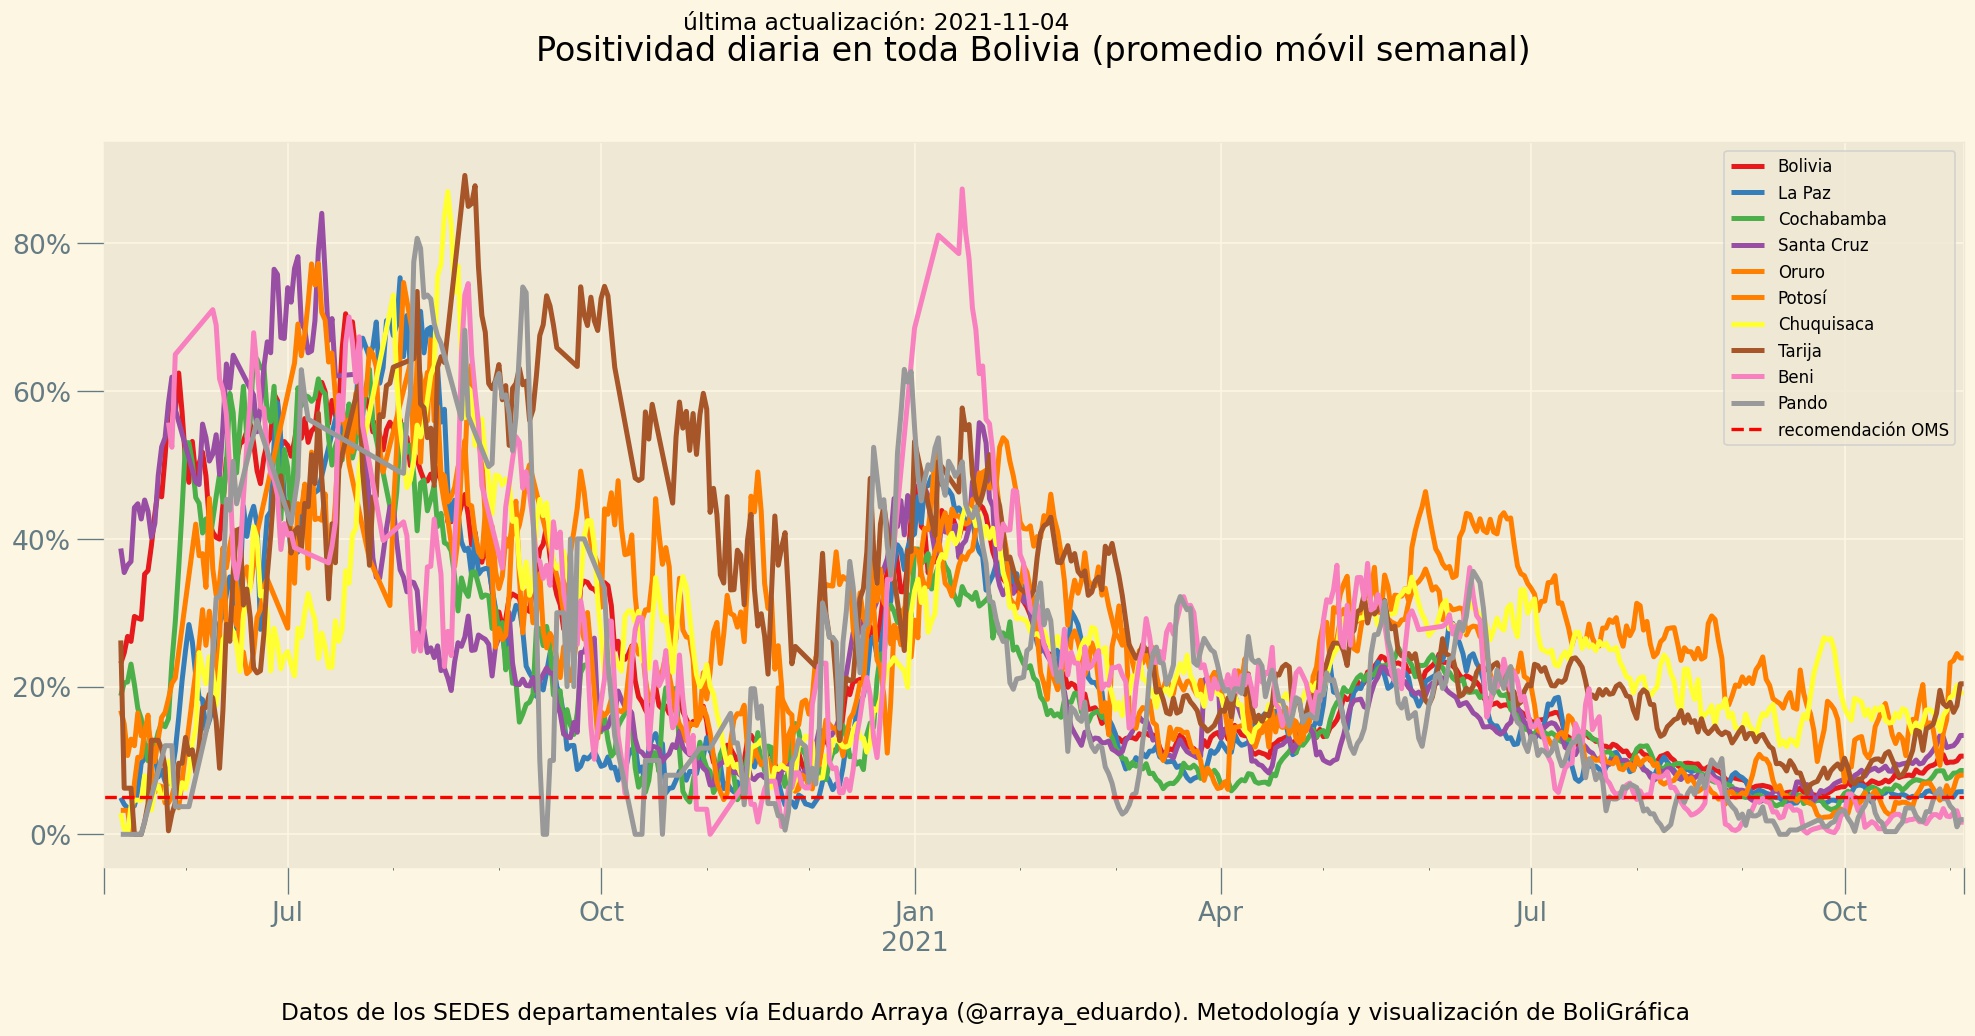 última actualización: 2021-11-04
Positividad diaria en toda Bolivia (promedio móvil semanal)
Bolivia
La Paz
Cochabamba
Santa Cruz
Oruro
Potosí
Chuquisaca
Tarija
Beni
Pando
recomendación OMS
80%
60%
40%
20%
0%
Jul
Oct
Jan
Apr
Jul
Oct
2021
Datos de los SEDES departamentales vía Eduardo Arraya (@arraya_eduardo). Metodología y visualización de BoliGráfica